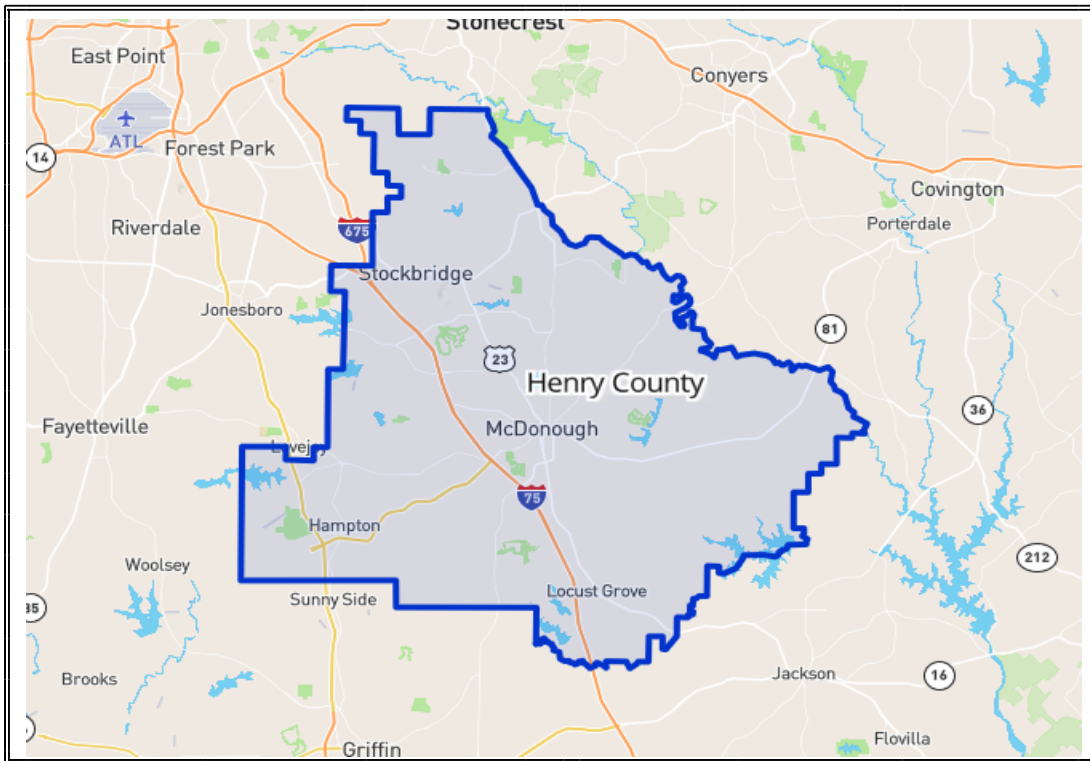 Stonecrest
East Point
Conyers
ATL
Forest Park
14
Covington
Porterdale
Riverdale
675
Stockbridge
Jonesboro
81
23
Henry County
36
Fayetteville
McDonough
Lovejoy
75
Hampton
212
Woolsey
Locust Grove
Sunny Side
85
Jackson
16
Brooks
Flovilla
Griffin